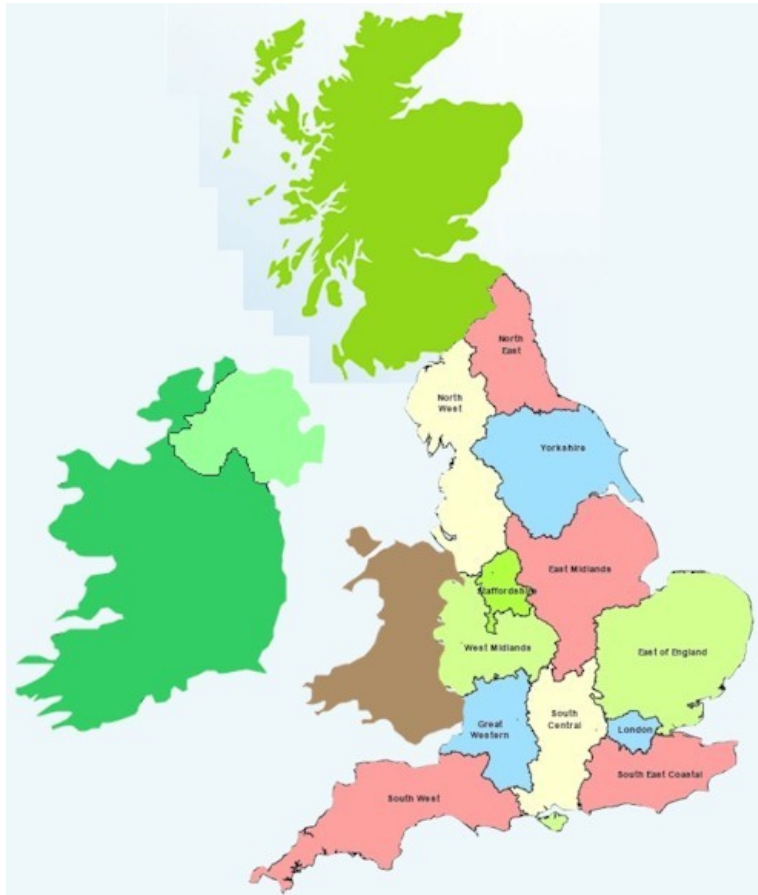 North
East
North
West
Yorkshire
East Midlands
Staffordshire
West Midlands
East of England
South
Central
Great
Western
London
South East Coastal
South West